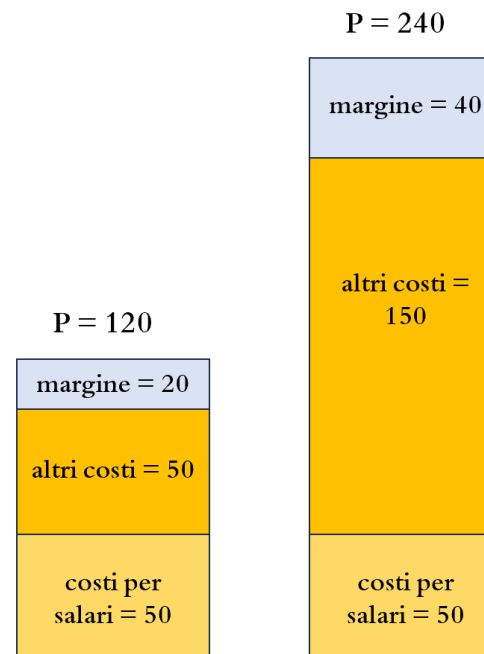 P = 240
margine = 40
altri costi =
150
P = 120
margine = 20
altri costi = 50
costi per
salari = 50
costi per
salari = 50